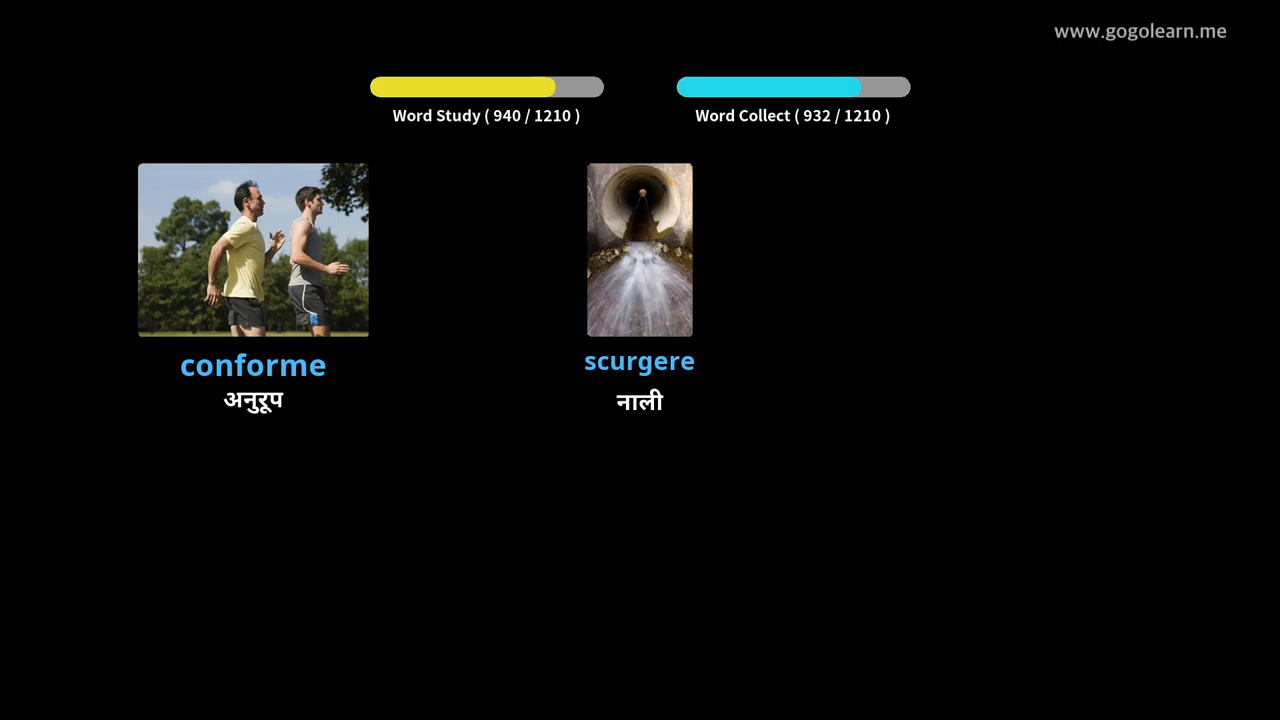 www.gogolearn.me
Word Study ( 940 / 1210 )
Word Collect ( 932 / 1210 )
conforme
अनुरूप
scurgere
नाली